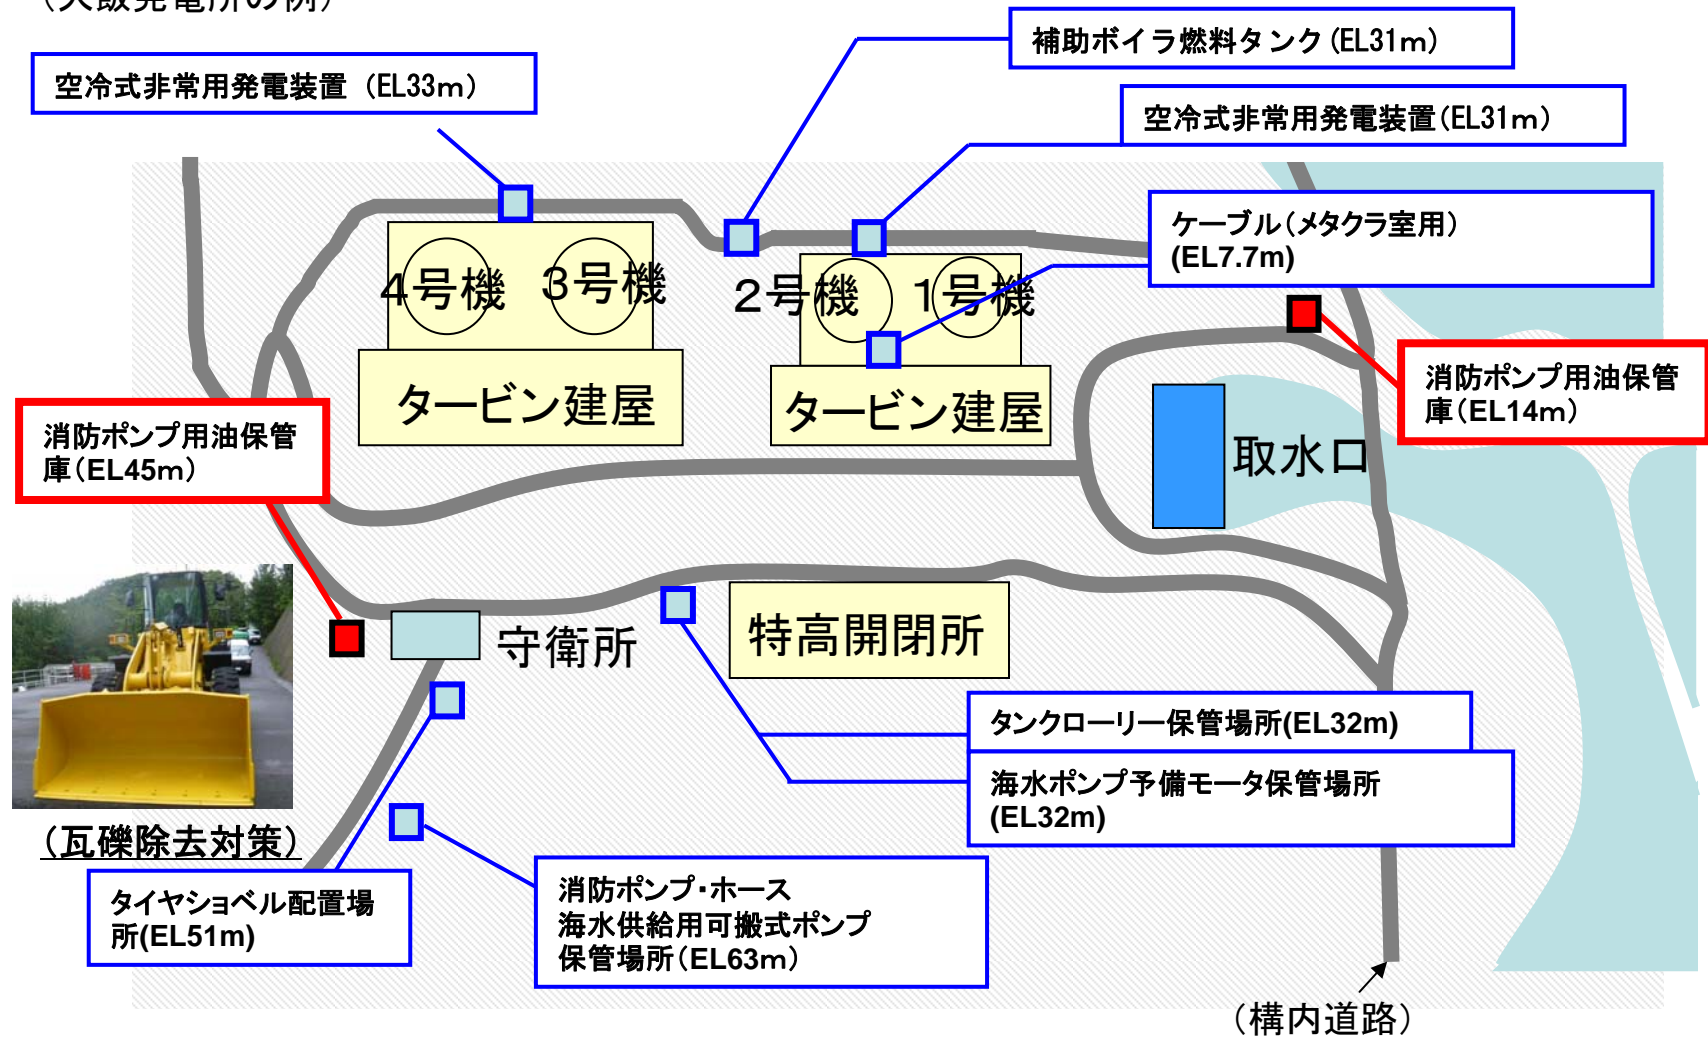 （大飯発電所の例）
補助ボイラ燃料タンク(EL31m)
空冷式非常用発電装置 (EL33m)
空冷式非常用発電装置(EL31m)
ケーブル(メタクラ室用)
(EL7.7m)
4号機
3号機
2号機
1号機
消防ポンプ用油保管
庫(EL14m)
タービン建屋
タービン建屋
消防ポンプ用油保管
庫(EL45m)
取水口
守衛所
特高開閉所
タンクローリー保管場所(EL32m)
海水ポンプ予備モータ保管場所
(EL32m)
(瓦礫除去対策)
タイヤショベル配置場
所(EL51m)
消防ポンプ・ホース
海水供給用可搬式ポンプ
保管場所(EL63m)
(構内道路)